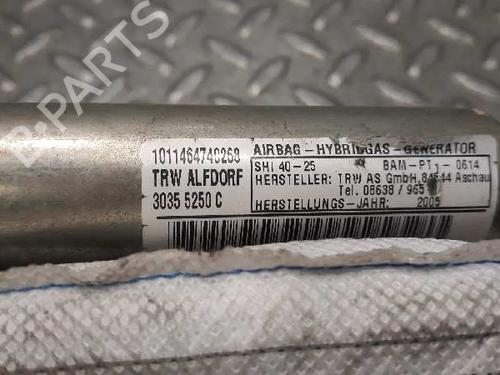 B-PARTS
1011464740268
TRW ALFDORF
3035 5250 C
AIRBAG - HYBRIDGAS - GENERATOR
SHI 40-25 BAM-PT1-0614
HERSTELLER: TRW AS GmbH, 84544 Aschau
Tel. 08638 / 965
HERSTELLUNGS-JAHR: 2005